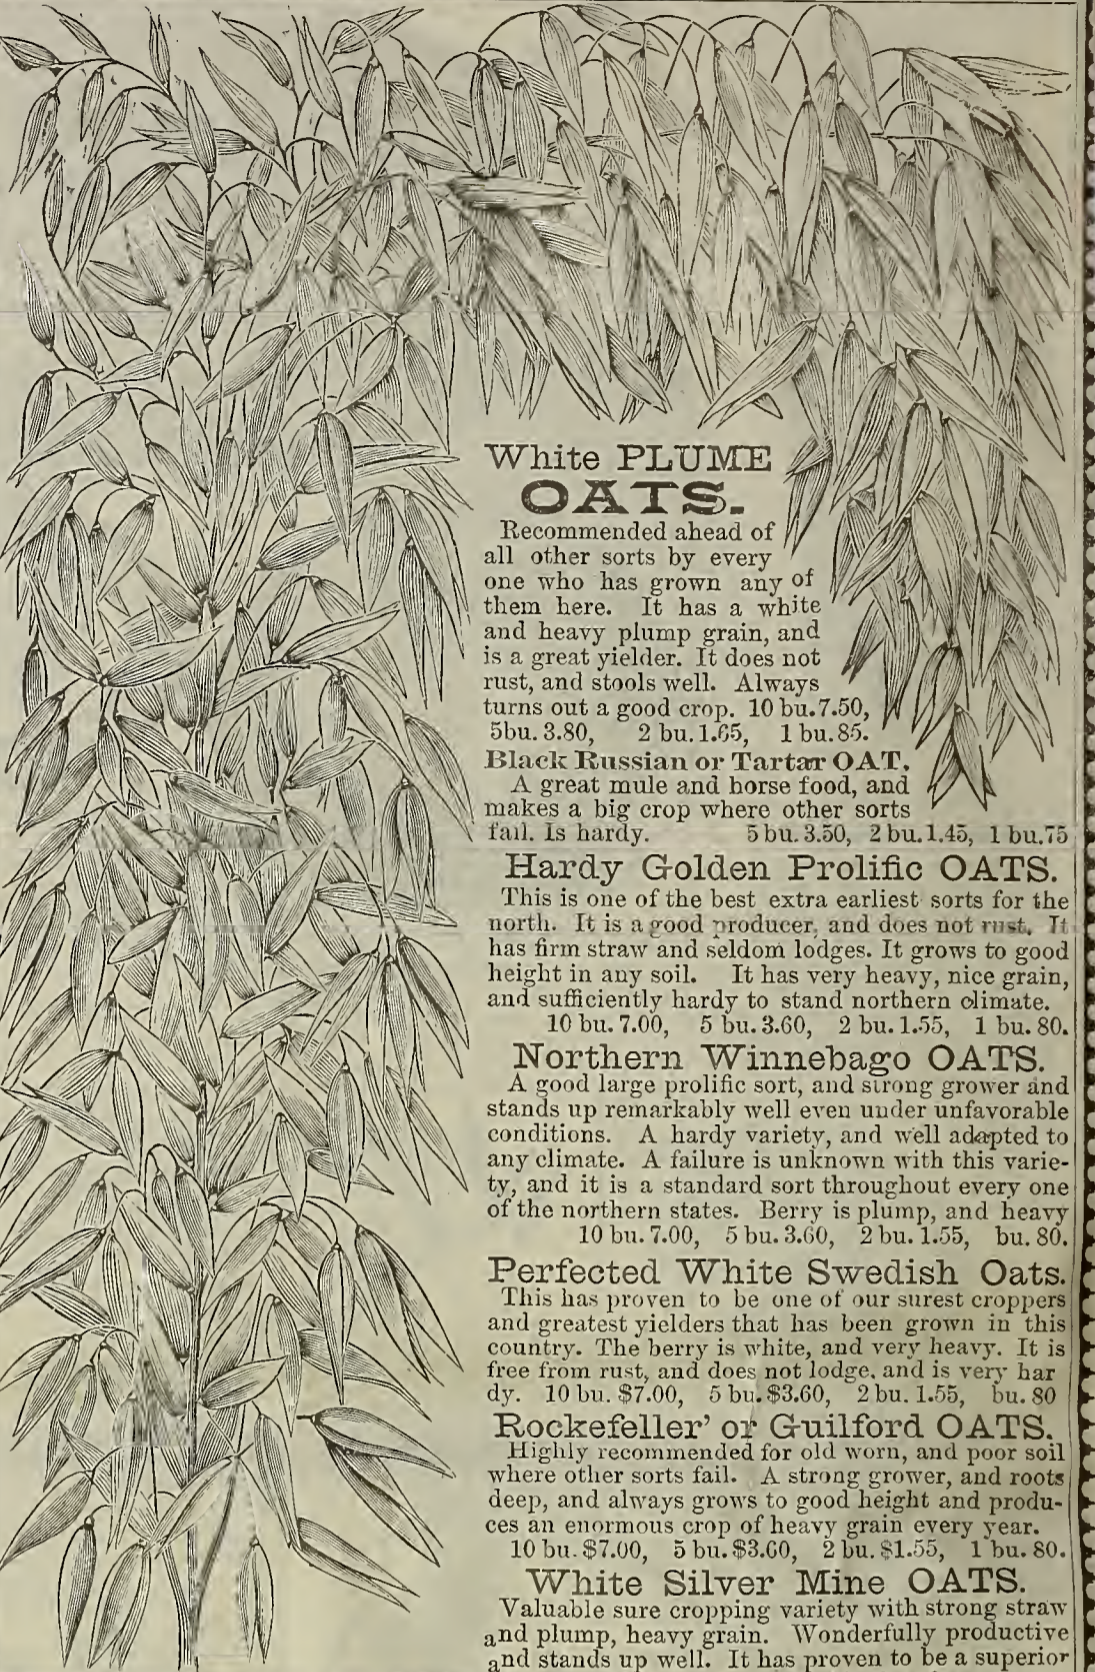 White PLUME
OATS.
Recommended ahead of
all other sorts by every
one who has grown any of
them here. It has a white
and heavy plump grain, and
is a great yielder. It does not
rust, and stools well. Always
turns out a good crop. 10 bu. 7.50,
5bu. 3.80, 2 bu. 1.65, 1 bu. 85.
Black Russian or Tartar OAT.
A great mule and horse food, and
makes a big crop where other sorts
fail. Is hardy. 5 bu. 3.50, 2 bu. 1.45, 1 bu. 75
Hardy Golden Prolific OATS.
This is one of the best extra earliest sorts for the
north. It is a good producer, and does not rust. It
has firm straw and seldom lodges. It grows to good
height in any soil. It has very heavy, nice grain,
and sufficiently hardy to stand northern climate.
10 bu. 7.00, 5 bu. 3.60, 2 bu. 1.55, 1 bu. 80.
Northern Winnebago OATS.
A good large prolific sort, and strong grower and
stands up remarkably well even under unfavorable
conditions. A hardy variety, and well adapted to
any climate. A failure is unknown with this varie-
ty, and it is a standard sort throughout every one
of the northern states. Berry is plump, and heavy
10 bu. 7.00, 5 bu. 3.60, 2 bu. 1.55, bu. 80.
Perfected White Swedish Oats.
This has proven to be one of our surest croppers
and greatest yielders that has been grown in this
country. The berry is white, and very heavy. It is
free from rust, and does not lodge. and is very har
dy. 10 bu. $7.00, 5 bu. $3.60, 2 bu. 1.55, bu. 80
Rockefeller' or Guilford OATS.
Highly recommended for old worn, and poor soil
where other sorts fail. A strong grower, and roots
deep, and always grows to good height and produ-
ces an enormous crop of heavy grain every year.
10 bu. $7.00, 5 bu. $3.60, 2 bu. $1.55, 1 bu. 80.
White Silver Mine OATS.
Valuable sure cropping variety with strong straw
and plump, heavy grain. Wonderfully productive
and stands up well. It has proven to be a superior